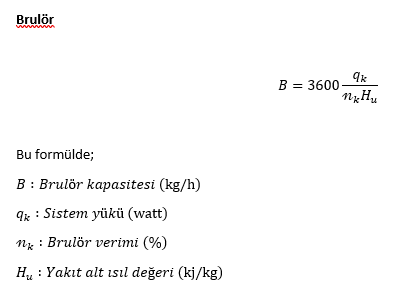 Brulör
B = 3600 q_k / n_k H_u
Bu formülde;
B : Brulör kapasitesi (kg/h)
q_k : Sistem yükü (watt)
n_k : Brulör verimi (%)
H_u : Yakıt alt ısıl değeri (kj/kg)